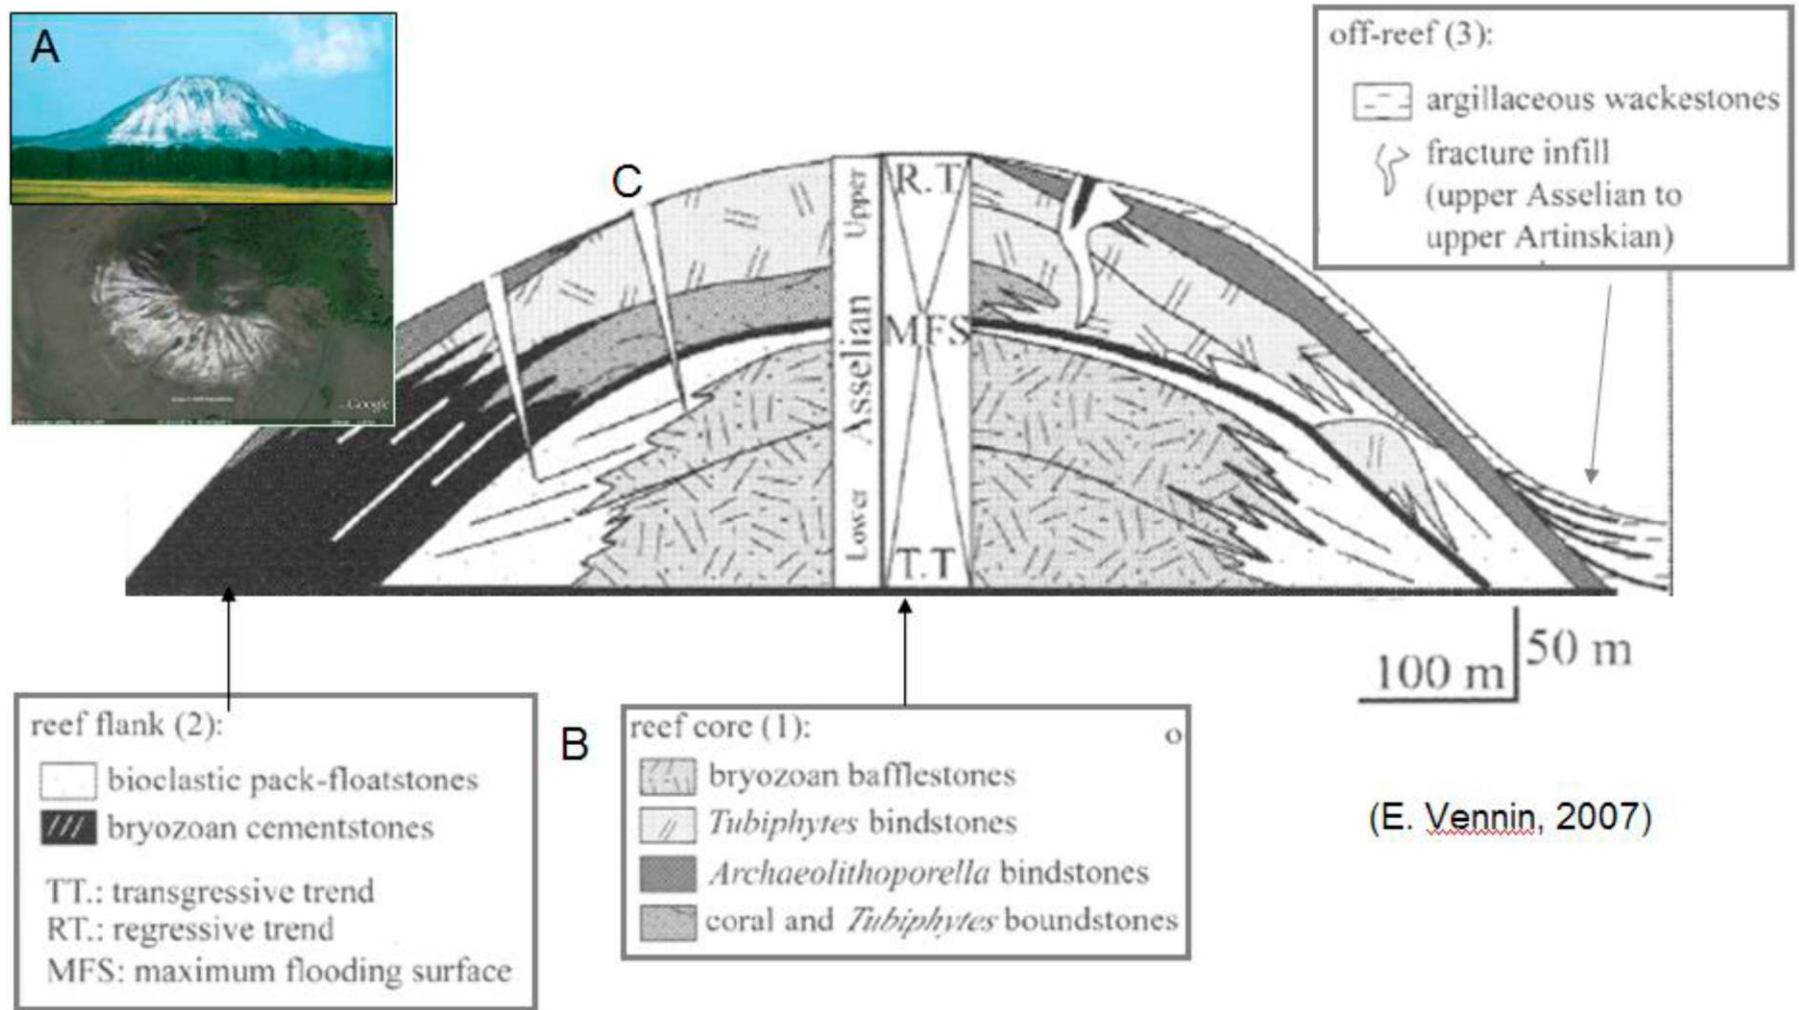 A
Google
C
Upper
Asselian
Lower
R.T
MFS
T.T
off-reef (3):
argillaceous wackestones
fracture infill
(upper Asselian to
upper Artinskian)
100 m
50 m
reef flank (2):
bioclastic pack-floatstones
bryozoan cementstones
TT.: transgressive trend
RT.: regressive trend
MFS: maximum flooding surface
B
reef core (1):
o
bryozoan bafflestones
Tubiphytes bindstones
Archaeolithoporella bindstones
coral and Tubiphytes boundstones
(E. Vennin, 2007)